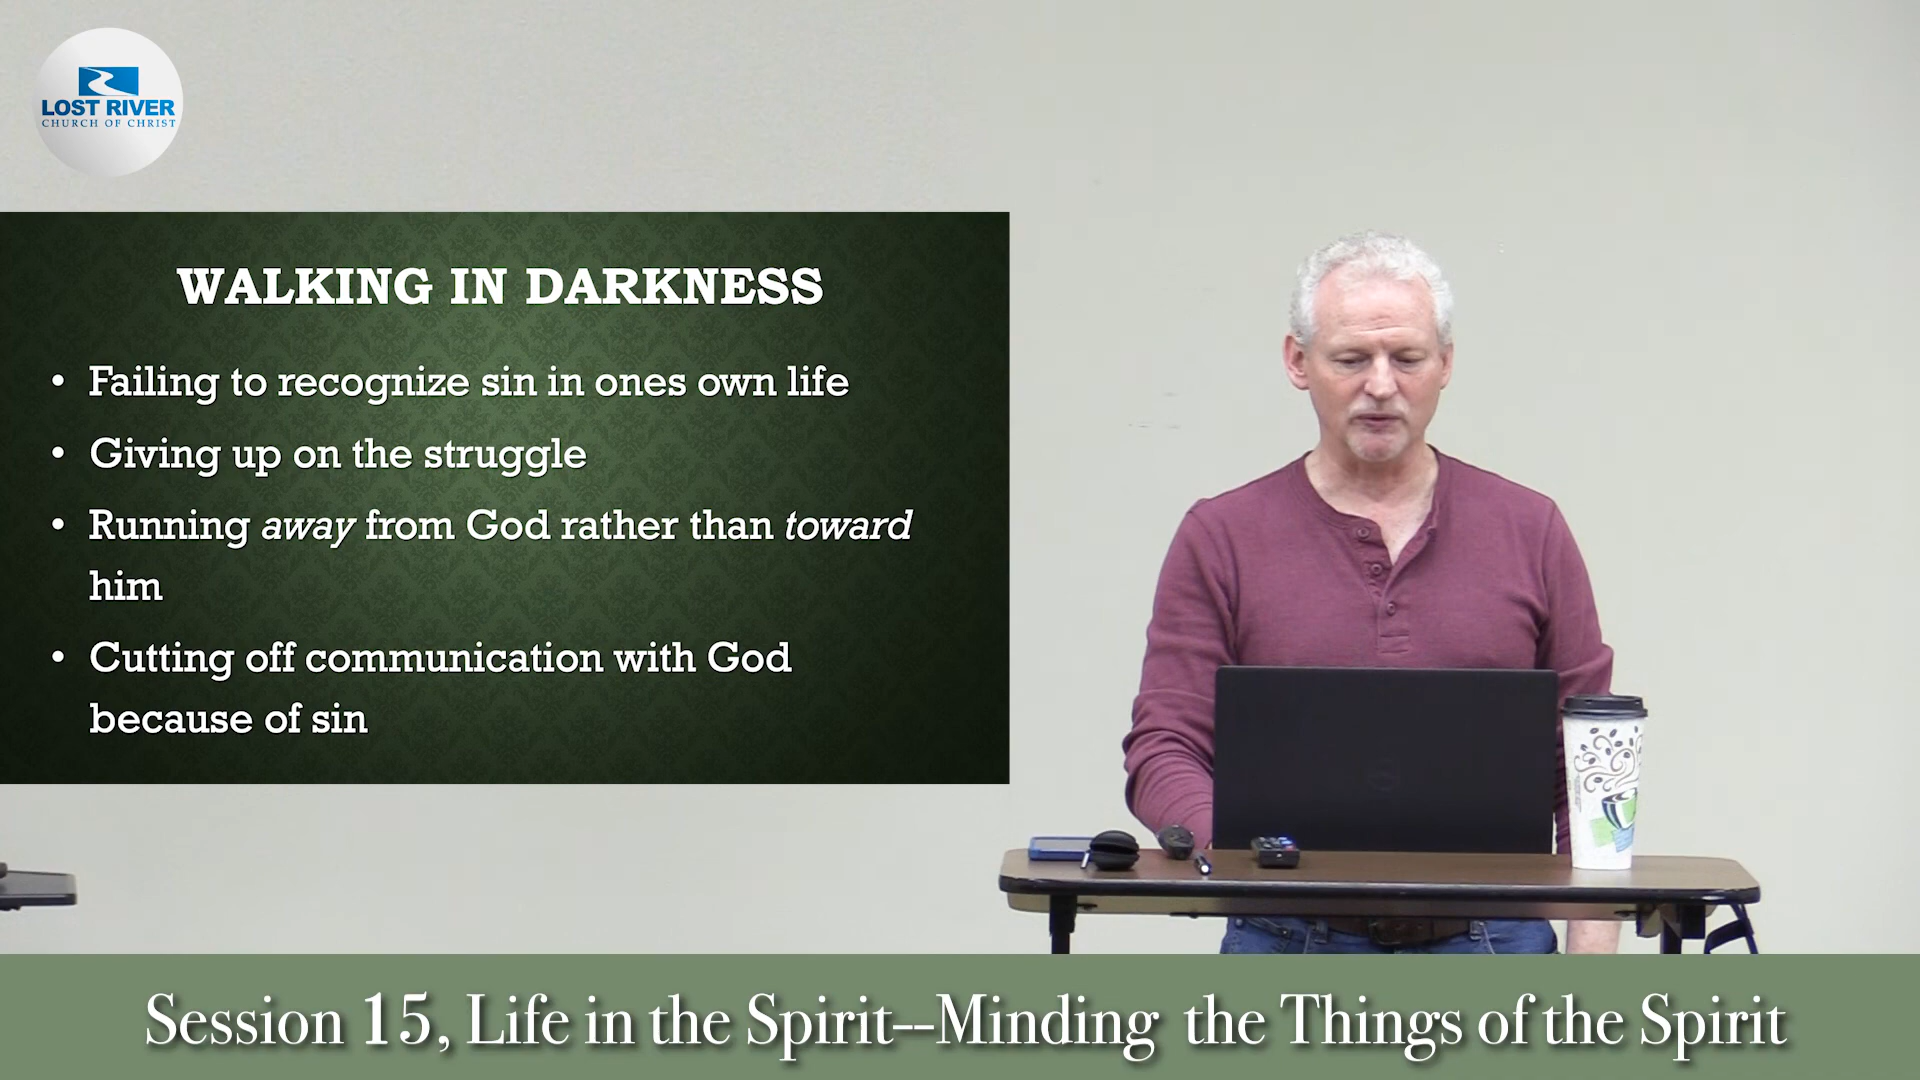 LOST RIVER
CHURCH OF CHRIST
WALKING IN DARKNESS
• Failing to recognize sin in ones own life
• Giving up on the struggle
• Running away from God rather than toward
him
• Cutting off communication with God
because of sin
Session 15, Life in the Spirit--Minding the Things of the Spirit